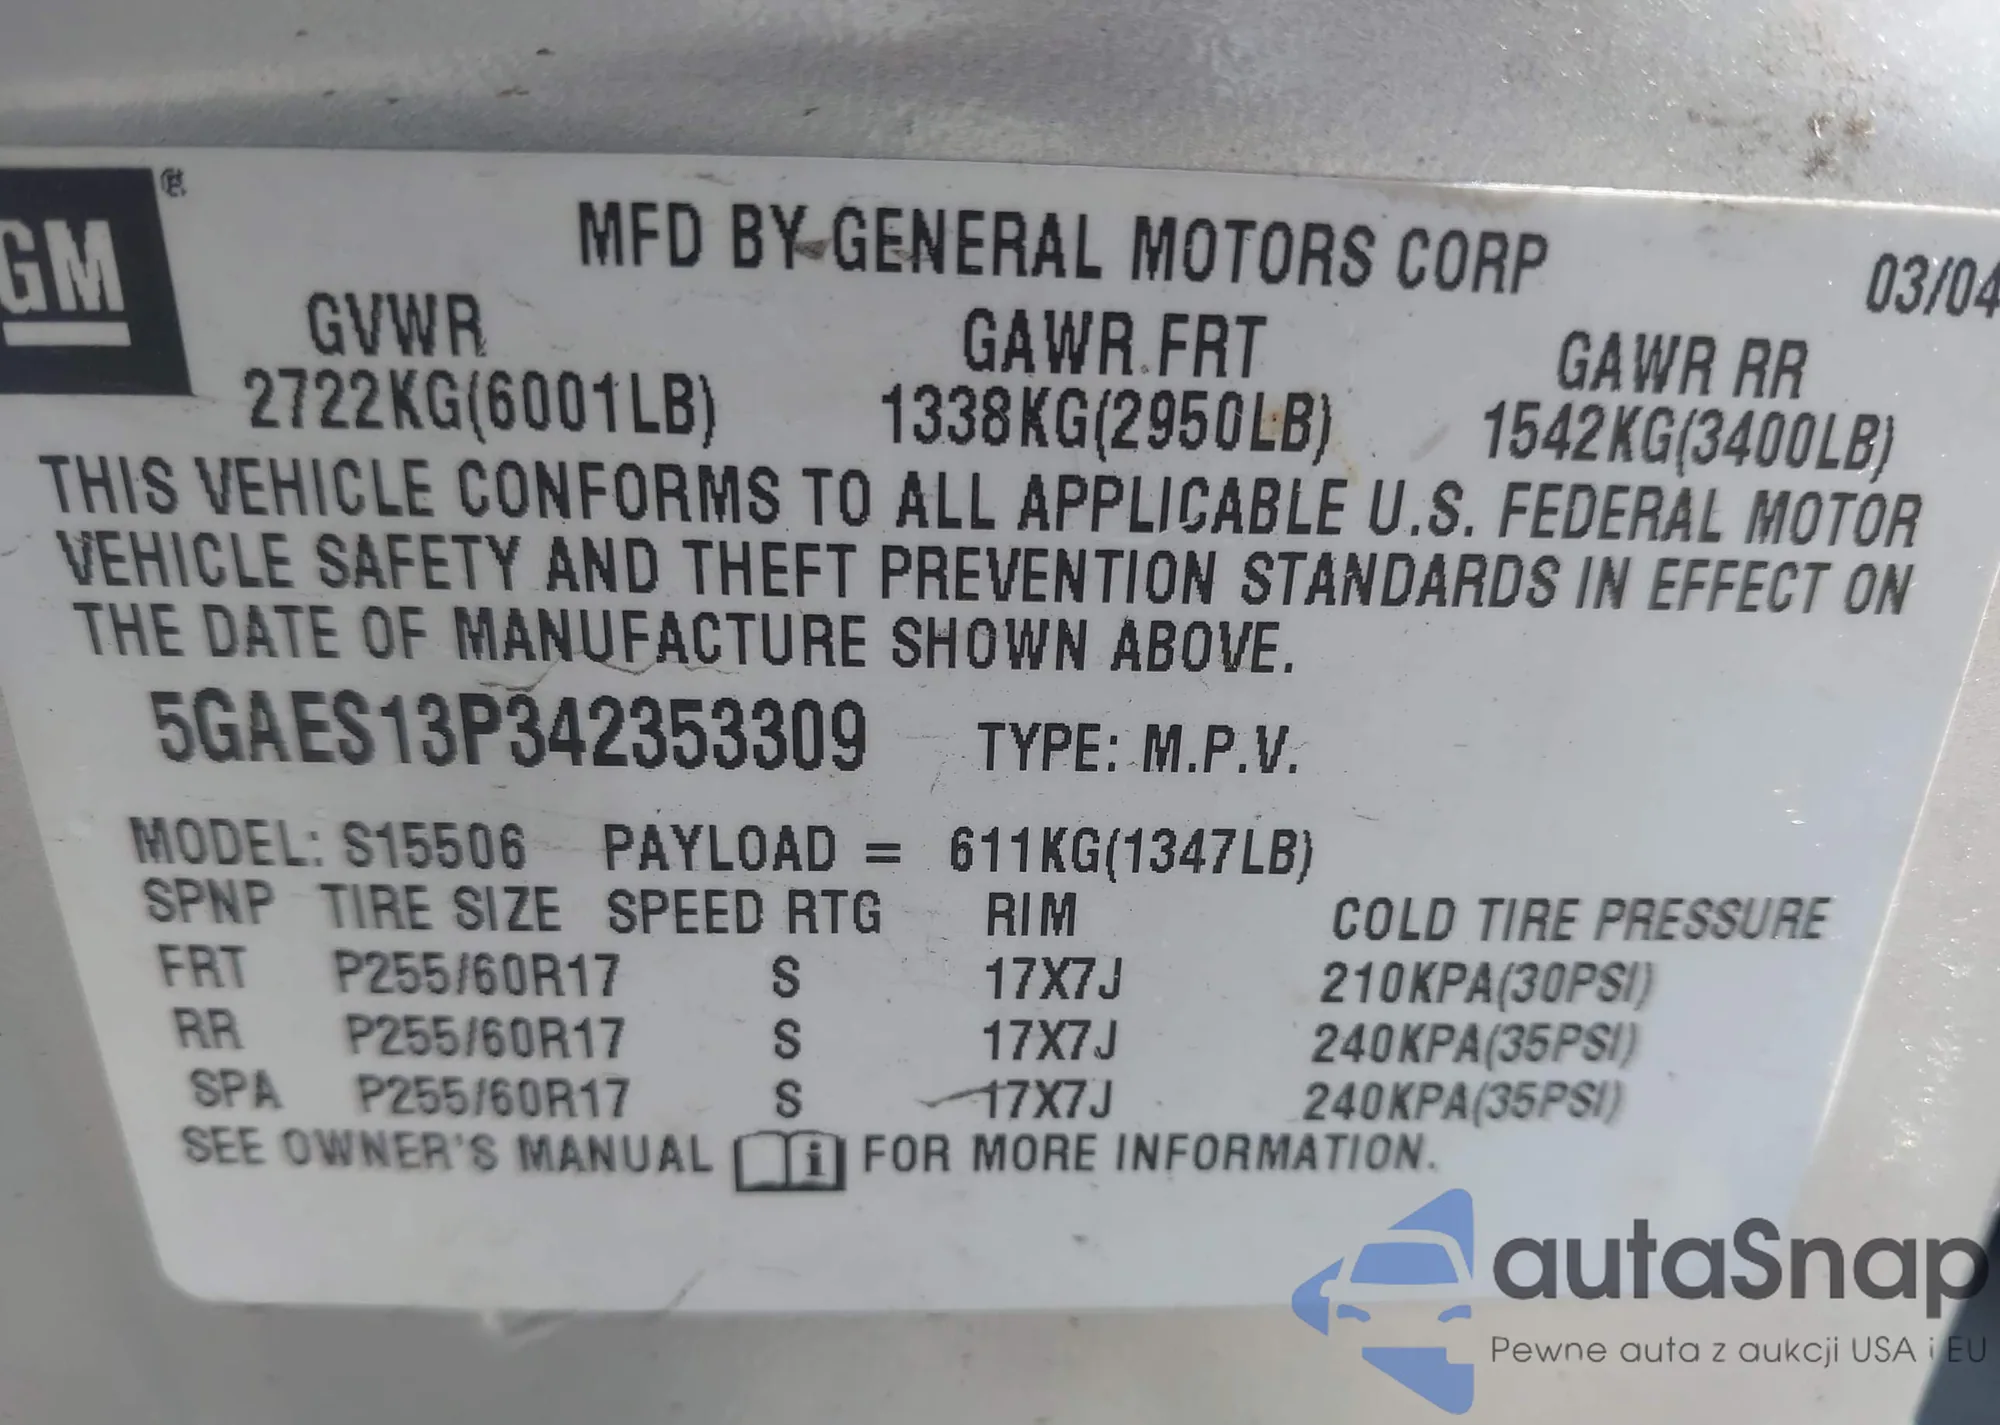 GM
MFD BY GENERAL MOTORS CORP 03/04
GVWR GAWR FRT GAWR RR
2722KG(6001LB) 1338KG(2950LB) 1542KG(3400LB)
THIS VEHICLE CONFORMS TO ALL APPLICABLE U.S. FEDERAL MOTOR
VEHICLE SAFETY AND THEFT PREVENTION STANDARDS IN EFFECT ON
THE DATE OF MANUFACTURE SHOWN ABOVE.
5GAES13P342353309 TYPE: M.P.V.
MODEL: S15506 PAYLOAD = 611KG(1347LB)
SPNP TIRE SIZE SPEED RTG RIM COLD TIRE PRESSURE
FRT P255/60R17 S 17X7J 210KPA(30PSI)
RR P255/60R17 S 17X7J 240KPA(35PSI)
SPA P255/60R17 S 17X7J 240KPA(35PSI)
SEE OWNER'S MANUAL i FOR MORE INFORMATION.
autaSnap
Pewne auta z aukcji USA i EU